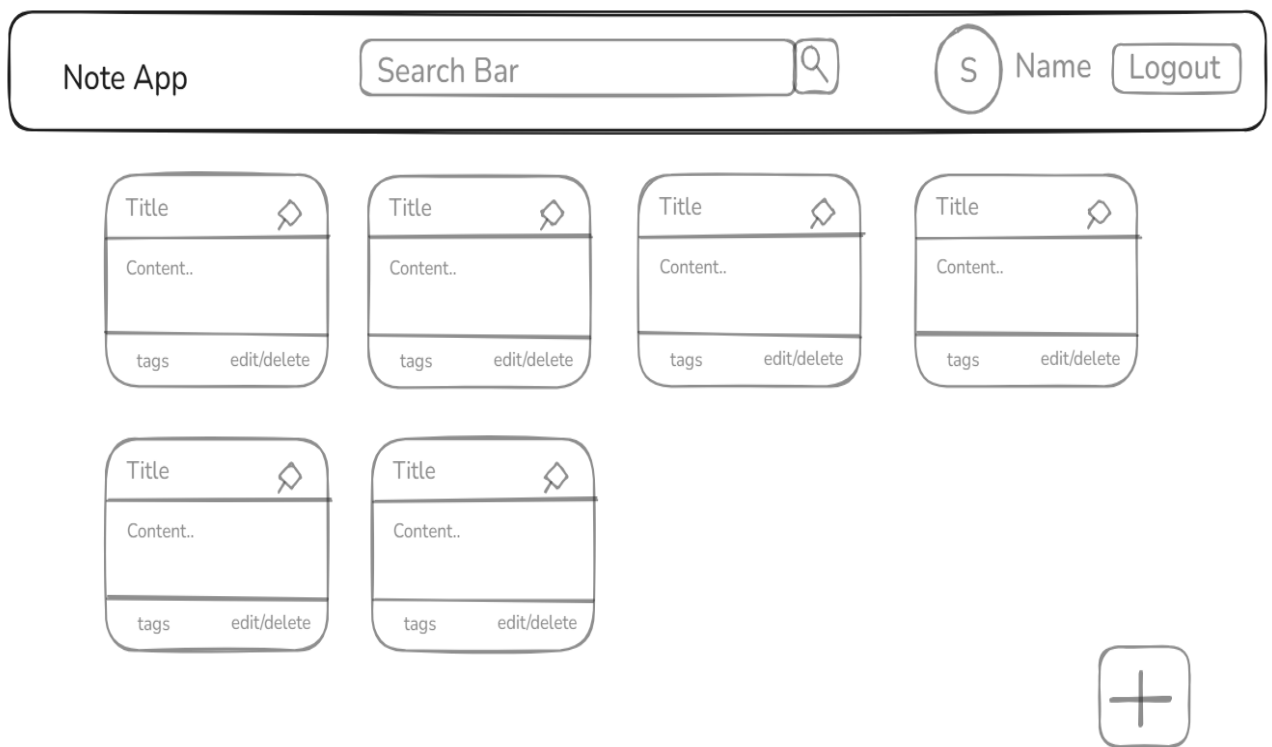 Note App
Search Bar
S
Name
Logout
Title
Title
Title
Title
Content..
Content..
Content..
Content..
tags edit/delete
tags edit/delete
tags edit/delete
tags edit/delete
Title
Title
Content..
Content..
tags edit/delete
tags edit/delete